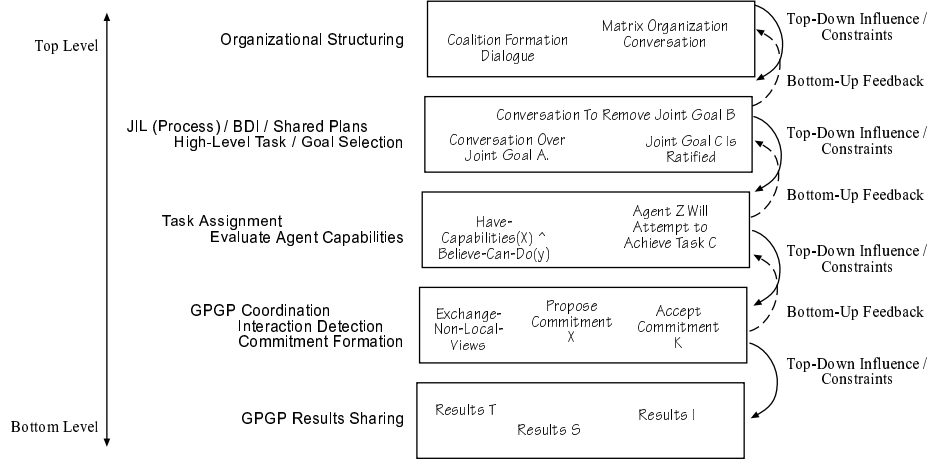 Top Level
Organizational Structuring
Coalition Formation
Dialogue
Matrix Organization
Conversation
Top-Down Influence /
Constraints
Bottom-Up Feedback
JIL (Process) / BDI / Shared Plans
High-Level Task / Goal Selection
Conversation To Remove Joint Goal B
Conversation Over
Joint Goal A.
Joint Goal C Is
Ratified
Top-Down Influence /
Constraints
Bottom-Up Feedback
Task Assignment
Evaluate Agent Capabilities
Have-
Capabilities(X) ^
Believe-Can-Do(y)
Agent Z Will
Attempt to
Achieve Task C
Top-Down Influence /
Constraints
Bottom-Up Feedback
GPGP Coordination
Interaction Detection
Commitment Formation
Exchange-
Non-Local-
Views
Propose
Commitment
X
Accept
Commitment
K
Top-Down Influence /
Constraints
Bottom Level
GPGP Results Sharing
Results T
Results S
Results I